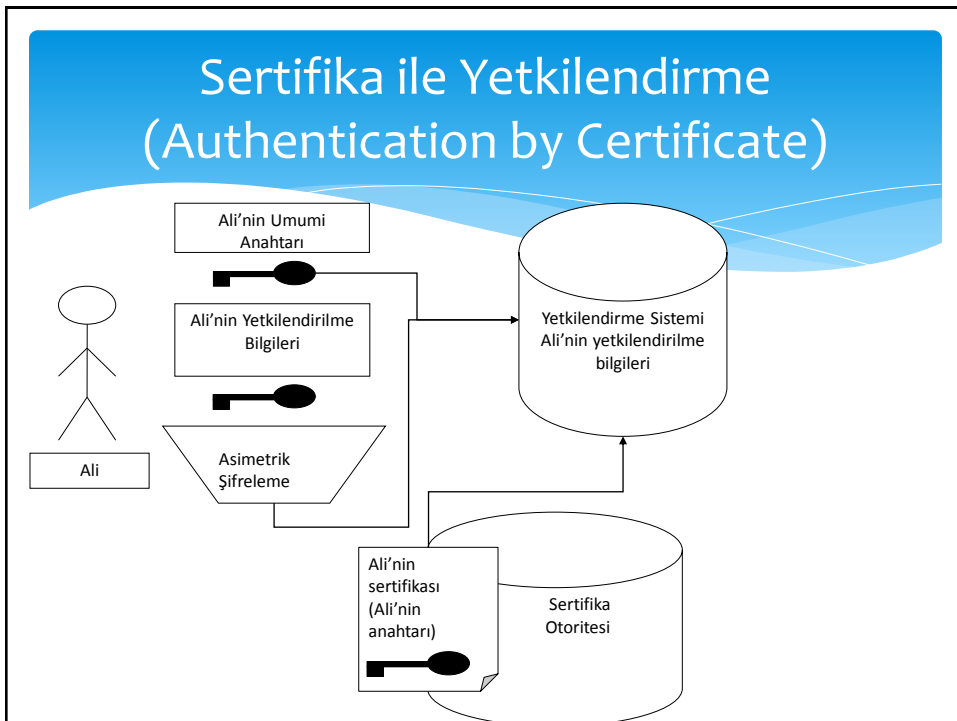 Sertifika ile Yetkilendirme
(Authentication by Certificate)
Ali’nin Umumi
Anahtarı
Ali’nin Yetkilendirilme
Bilgileri
Asimetrik
Şifreleme
Ali
Yetkilendirme Sistemi
Ali’nin yetkilendirilme
bilgileri
Ali’nin
sertifikası
(Ali’nin
anahtarı)
Sertifika
Otoritesi